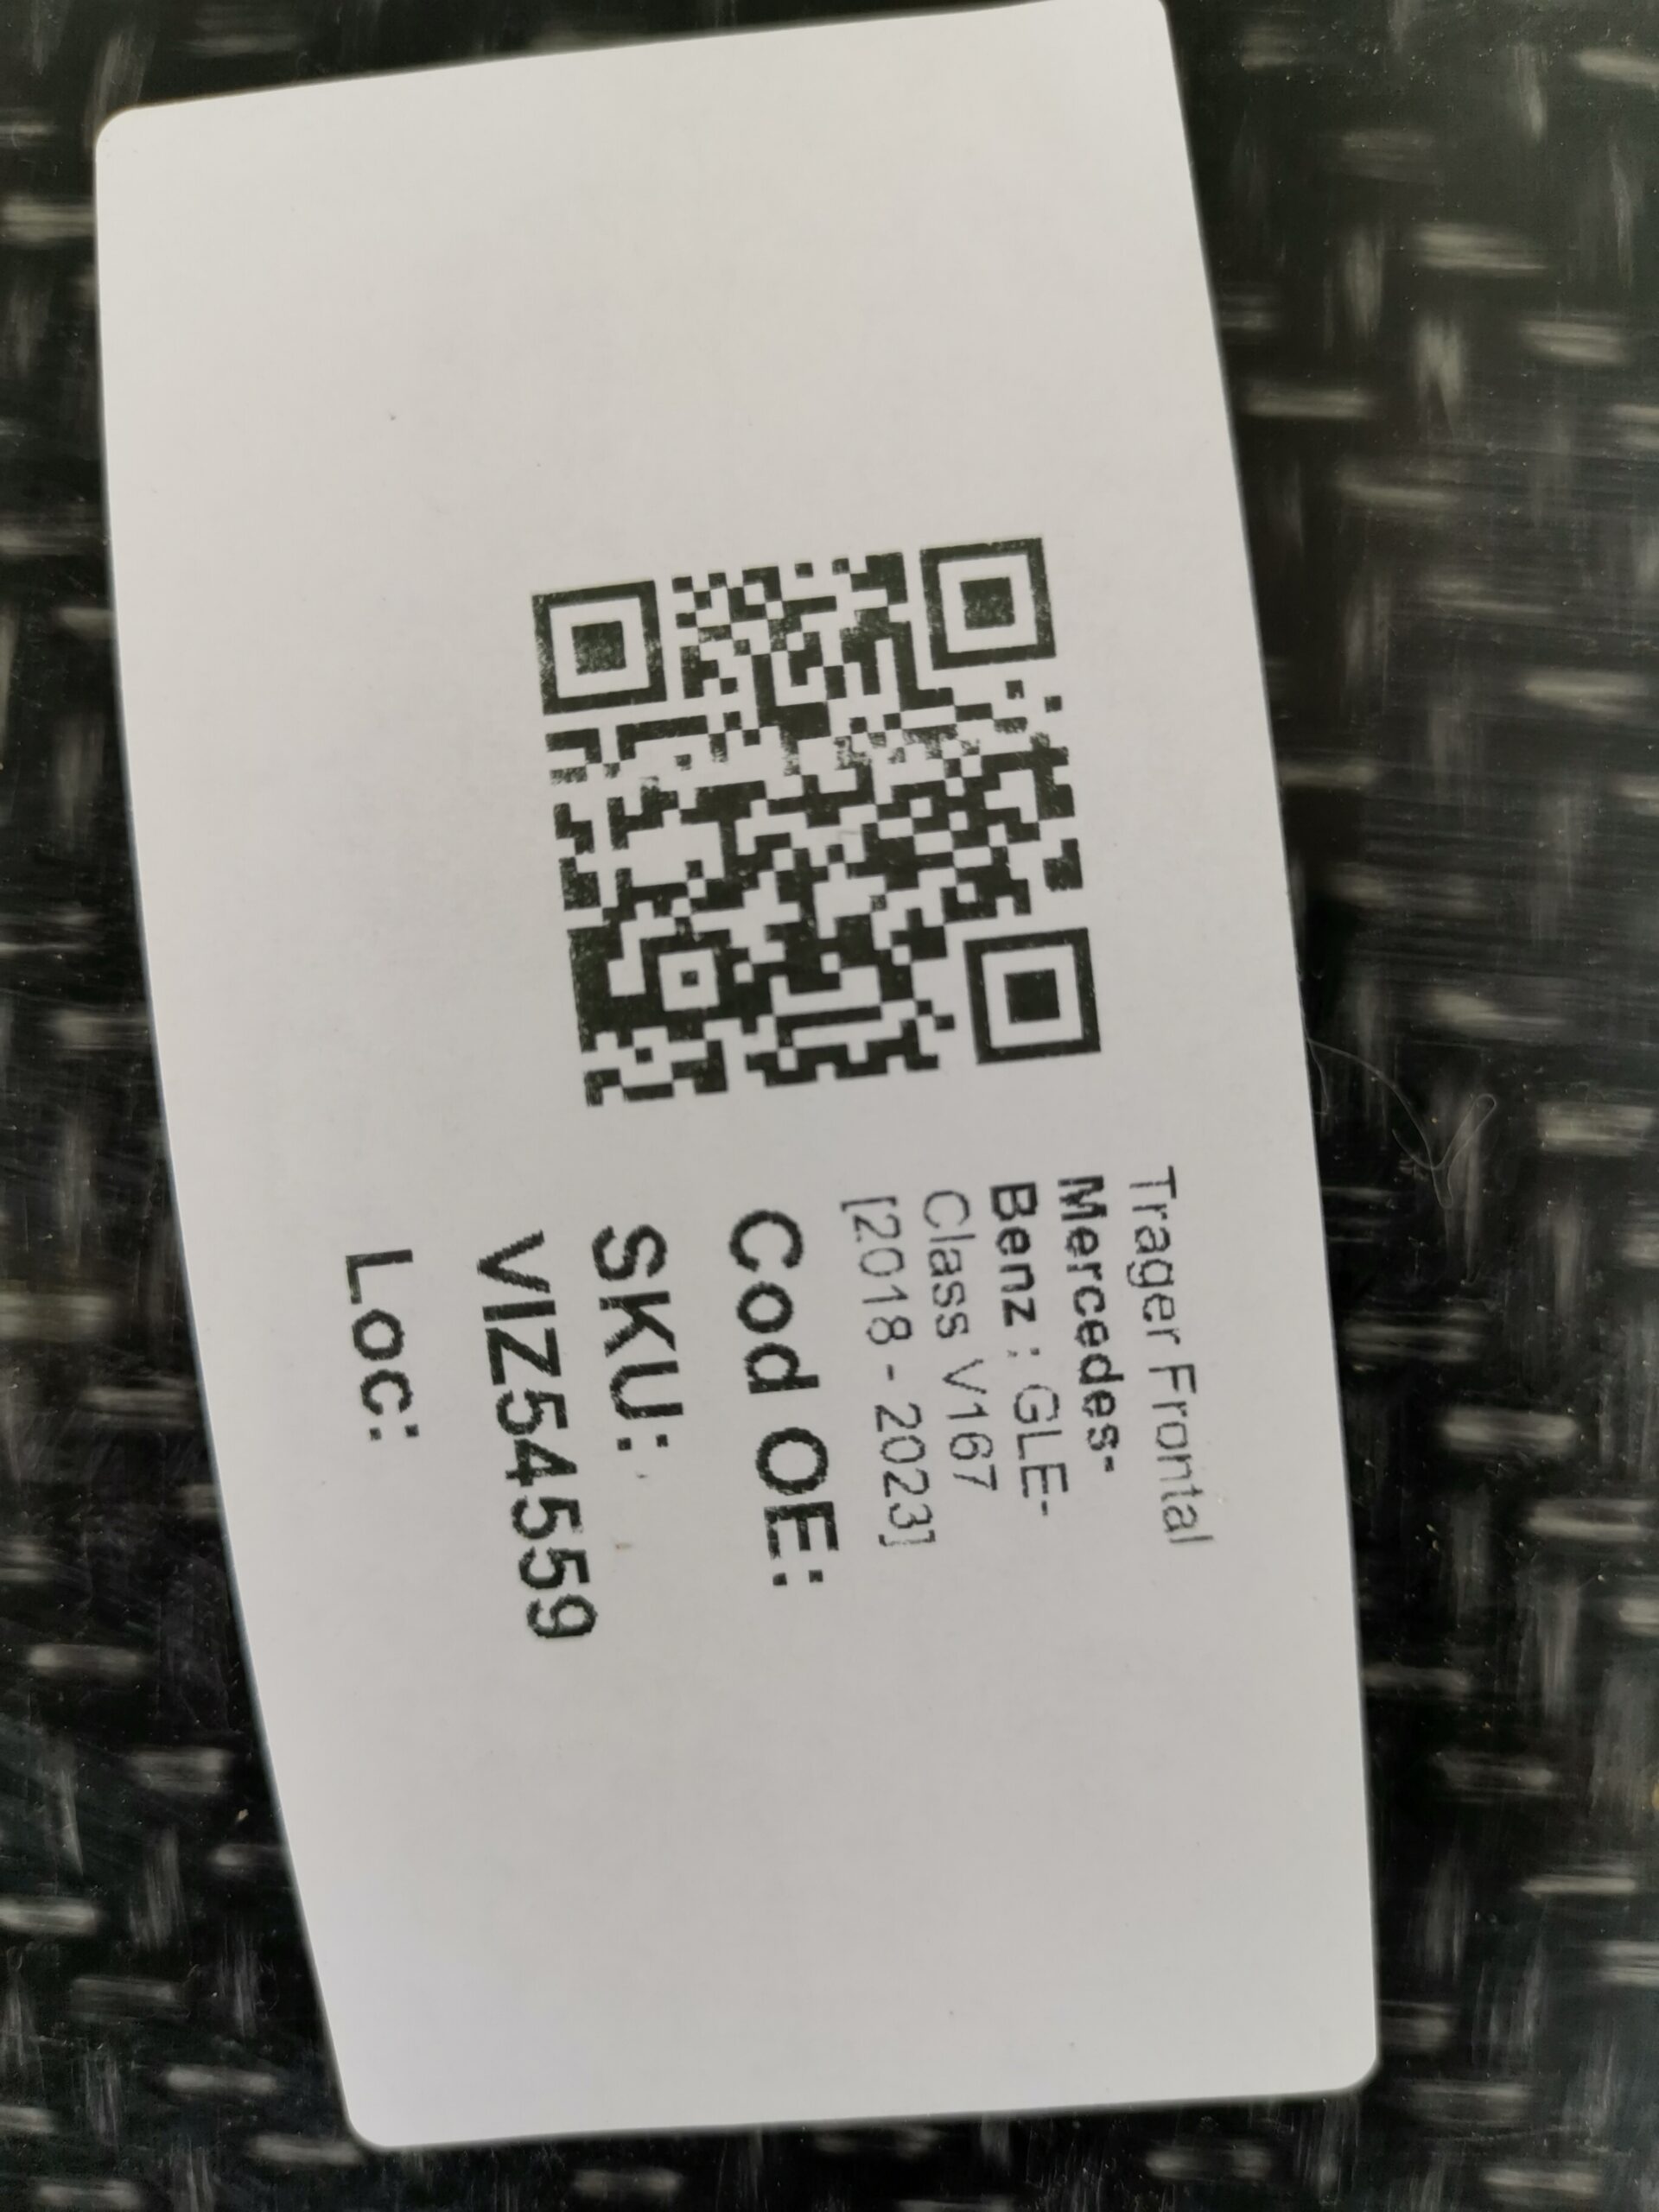 Trager Frontal
Mercedes-
Benz : GLE-
Class V167
[2018 - 2023]
Cod OE:
SKU:
VIZ54559
Loc: